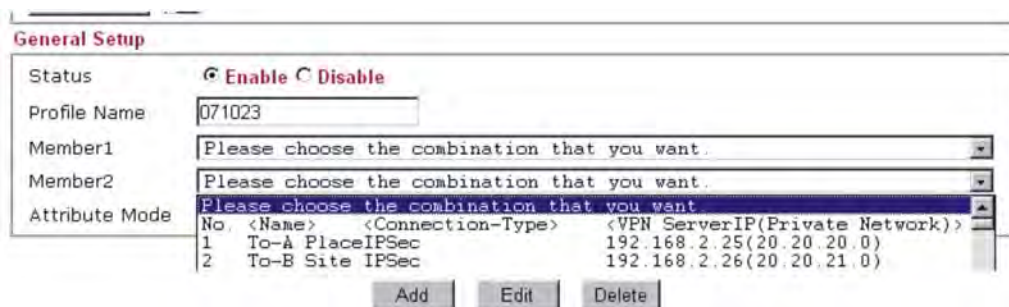 General Setup
Status Enable Disable
Profile Name 071023
Member1 Please choose the combination that you want.
Member2 Please choose the combination that you want.
Please choose the combination that you want.
Attribute Mode
No. <Name> <Connection-Type> <VPN ServerIP(Private Network)>
1 To-A PlaceIPSec 192.168.2.25(20.20.20.0)
2 To-B Site IPSec 192.168.2.26(20.20.21.0)
Add Edit Delete